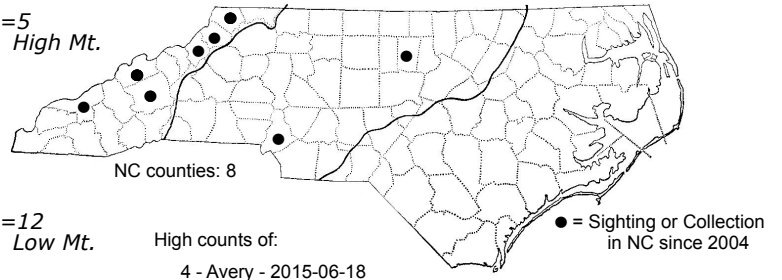 =5
High Mt.
NC counties: 8
=12
Low Mt.
High counts of:
4 - Avery - 2015-06-18
● = Sighting or Collection
in NC since 2004